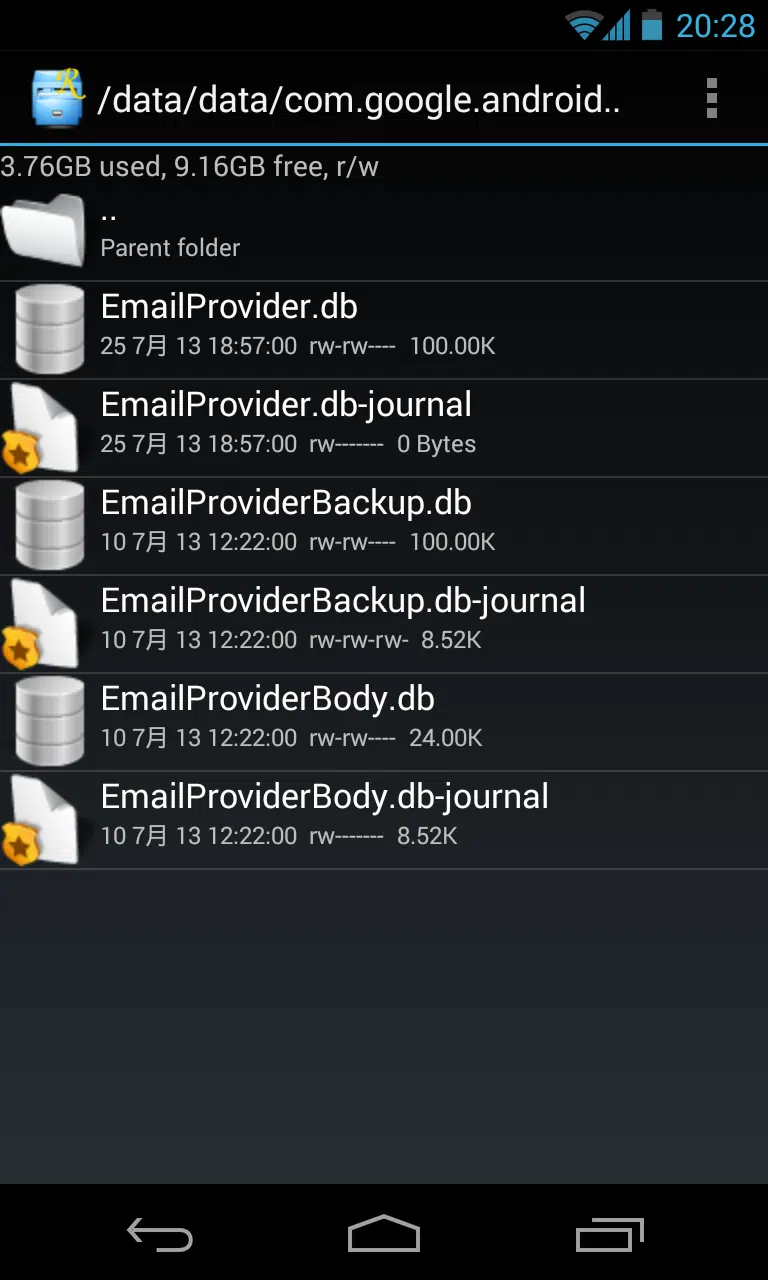 20:28
/data/data/com.google.android..
3.76GB used, 9.16GB free, r/w
..
Parent folder
EmailProvider.db
25 7月 13 18:57:00 rw-rw---- 100.00K
EmailProvider.db-journal
25 7月 13 18:57:00 rw------- 0 Bytes
EmailProviderBackup.db
10 7月 13 12:22:00 rw-rw---- 100.00K
EmailProviderBackup.db-journal
10 7月 13 12:22:00 rw-rw-rw- 8.52K
EmailProviderBody.db
10 7月 13 12:22:00 rw-rw---- 24.00K
EmailProviderBody.db-journal
10 7月 13 12:22:00 rw------- 8.52K